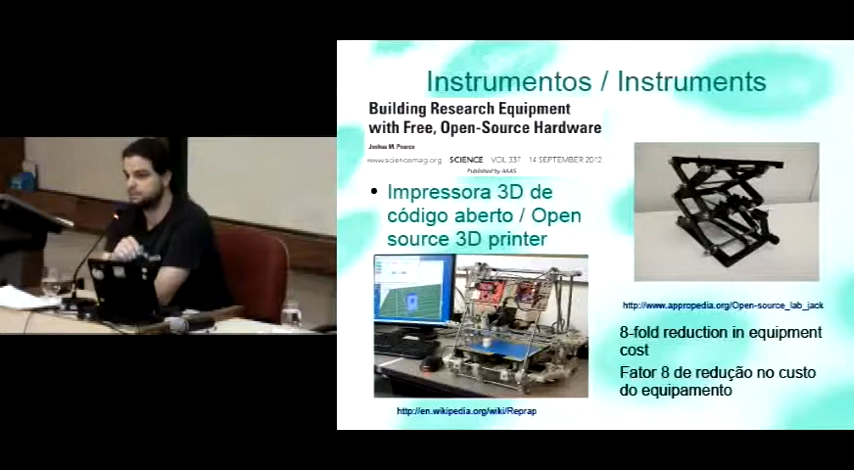 Instrumentos / Instruments
Building Research Equipment
with Free, Open-Source Hardware
Joshua M. Pearce
www.sciencemag.org SCIENCE VOL 337 14 SEPTEMBER 2012
Published by AAAS
• Impressora 3D de
código aberto / Open
source 3D printer
http://en.wikipedia.org/wiki/Reprap
http://www.appropedia.org/Open-source_lab_jack
8-fold reduction in equipment
cost
Fator 8 de redução no custo
do equipamento